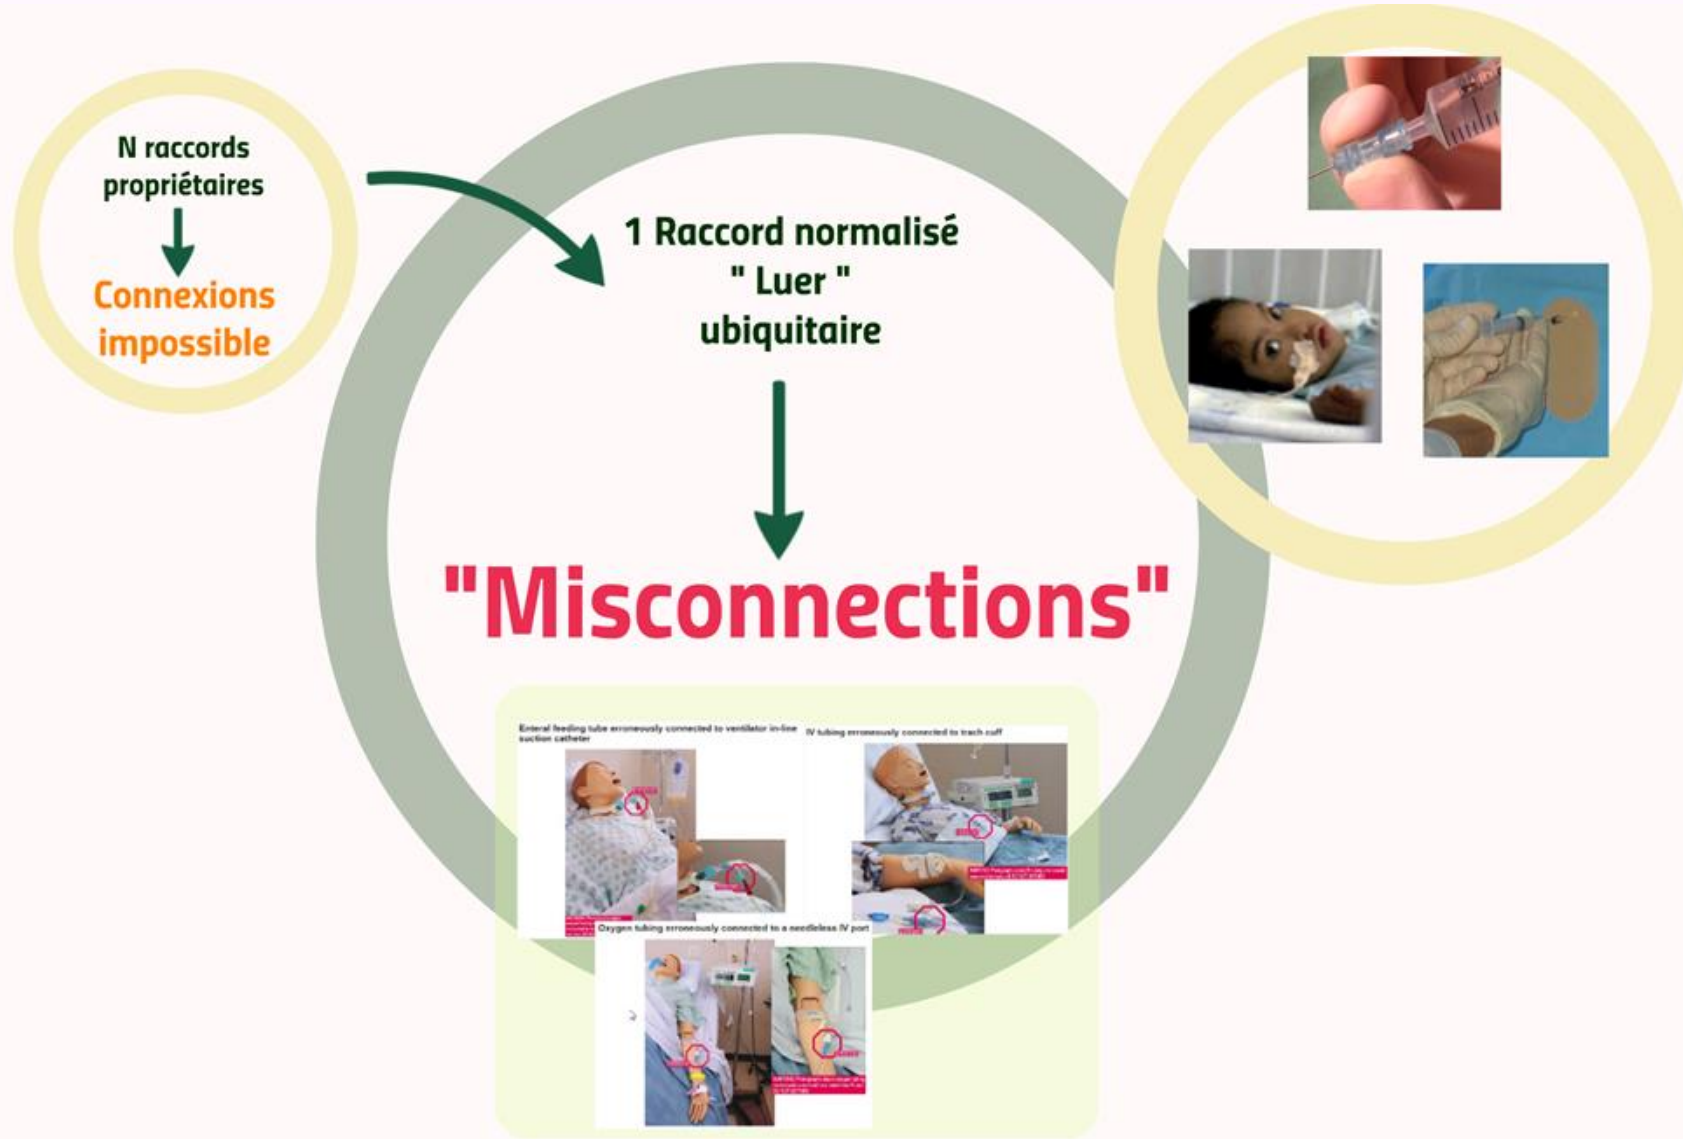 N raccords
propriétaires
Connexions
impossible
1 Raccord normalisé
" Luer "
ubiquitaire
"Misconnections"
Enteral feeding tube erroneously connected to ventilator in-line
suction catheter
IV tubing erroneously connected to trach cuff
Oxygen tubing erroneously connected to a needleless IV port